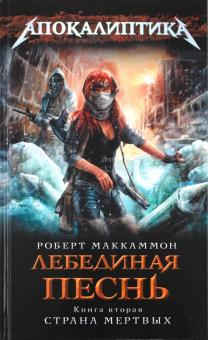 АПОКАЛИПТИКА
РОБЕРТ МАККАММОН
ЛЕБЕДИНАЯ
ПЕСНЬ
Книга вторая
СТРАНА МЕРТВЫХ